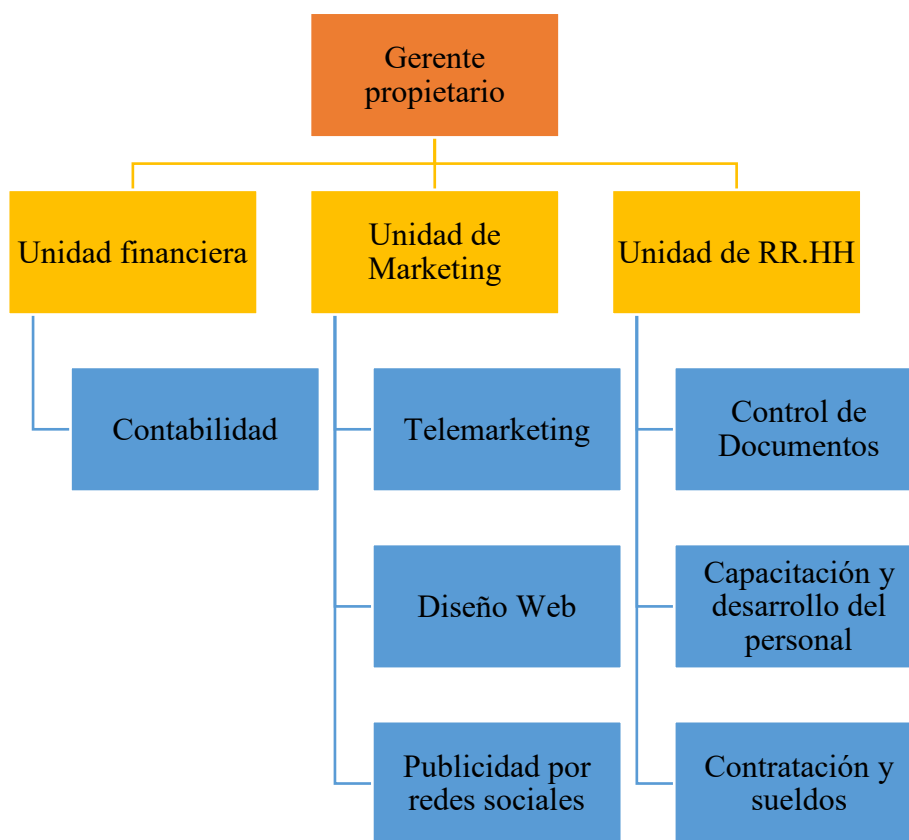 Gerente
propietario
Unidad financiera
Unidad de
Marketing
Unidad de RR.HH
Contabilidad
Telemarketing
Control de
Documentos
Diseño Web
Capacitación y
desarrollo del
personal
Publicidad por
redes sociales
Contratación y
sueldos